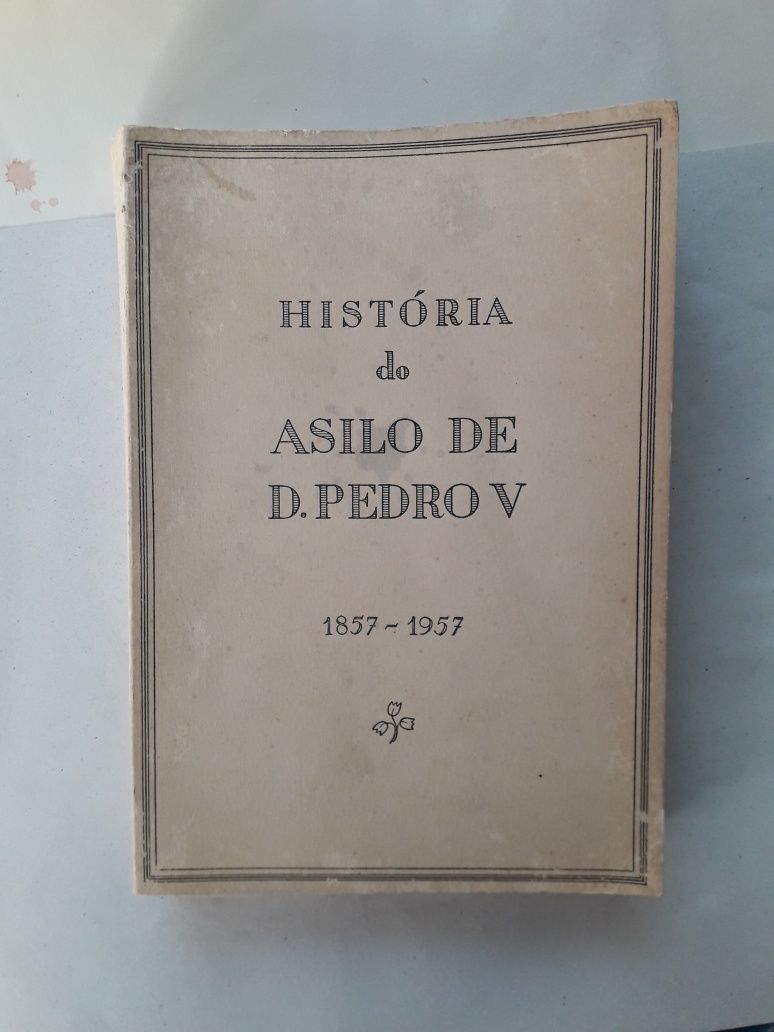 HISTÓRIA
do
ASILO DE
D. PEDRO V
1857 ~ 1957